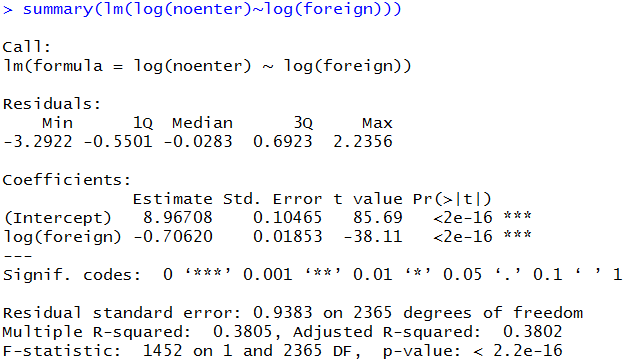 > summary(lm(log(noenter)~log(foreign)))
Call:
lm(formula = log(noenter) ~ log(foreign))
Residuals:
    Min      1Q  Median      3Q     Max
-3.2922 -0.5501 -0.0283  0.6923  2.2356
Coefficients:
             Estimate Std. Error t value Pr(>|t|)
(Intercept)   8.96708    0.10465   85.69   <2e-16 ***
log(foreign) -0.70620    0.01853  -38.11   <2e-16 ***
---
Signif. codes:  0 ‘***’ 0.001 ‘**’ 0.01 ‘*’ 0.05 ‘.’ 0.1 ‘ ’ 1
Residual standard error: 0.9383 on 2365 degrees of freedom
Multiple R-squared:  0.3805, Adjusted R-squared:  0.3802
F-statistic:  1452 on 1 and 2365 DF,  p-value: < 2.2e-16